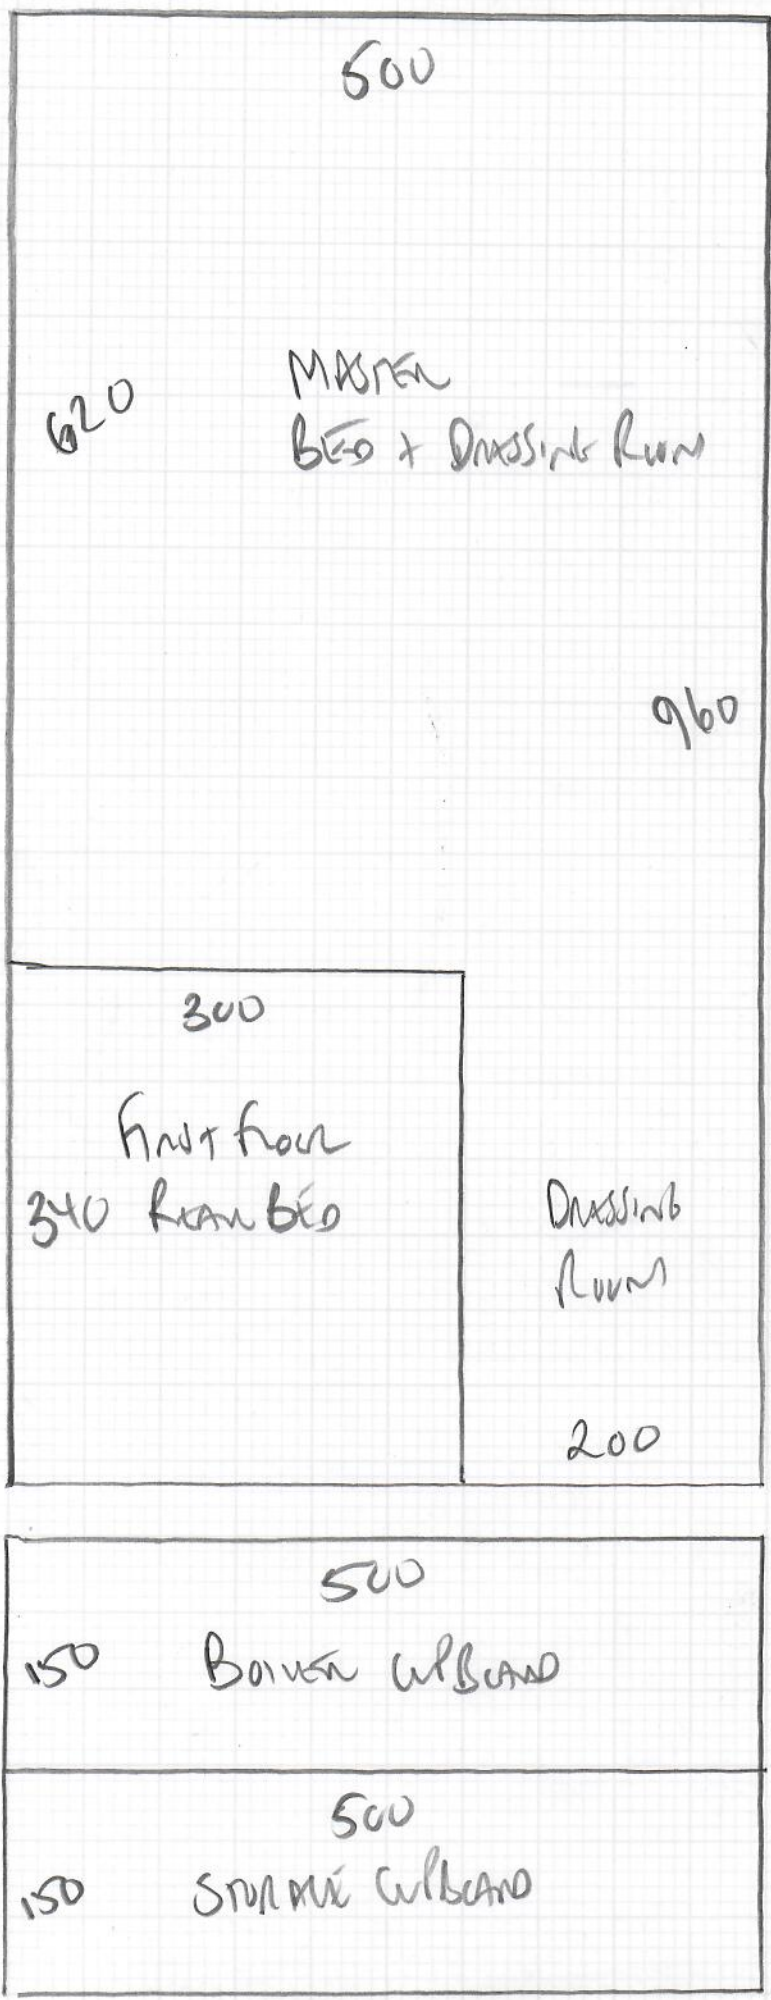 500
MASTER
620
BED + DRESSING ROOM
960
300
FIRST FLOOR
340 REAR BED
DRESSING
ROOM
200
500
150 BOILER CUPBOARD
500
150 STORAGE CUPBOARD